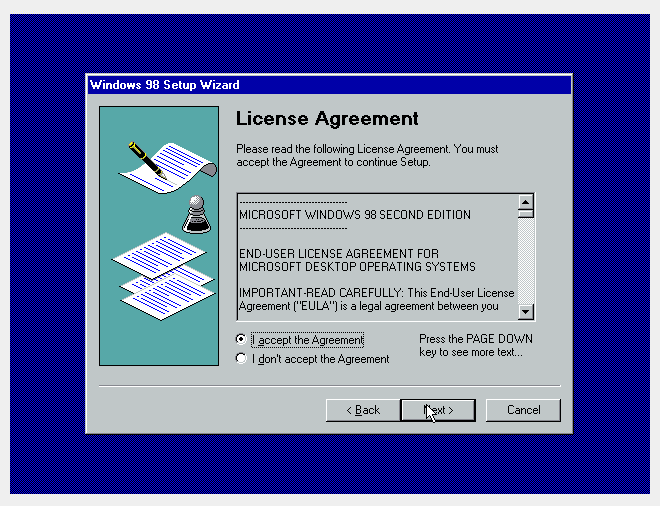 Windows 98 Setup Wizard
License Agreement
Please read the following License Agreement. You must
accept the Agreement to continue Setup.
------------------------------------
MICROSOFT WINDOWS 98 SECOND EDITION
------------------------------------
END-USER LICENSE AGREEMENT FOR
MICROSOFT DESKTOP OPERATING SYSTEMS
IMPORTANT-READ CAREFULLY: This End-User License
Agreement ("EULA") is a legal agreement between you
I accept the Agreement
I don't accept the Agreement
Press the PAGE DOWN
key to see more text...
< Back
Next >
Cancel